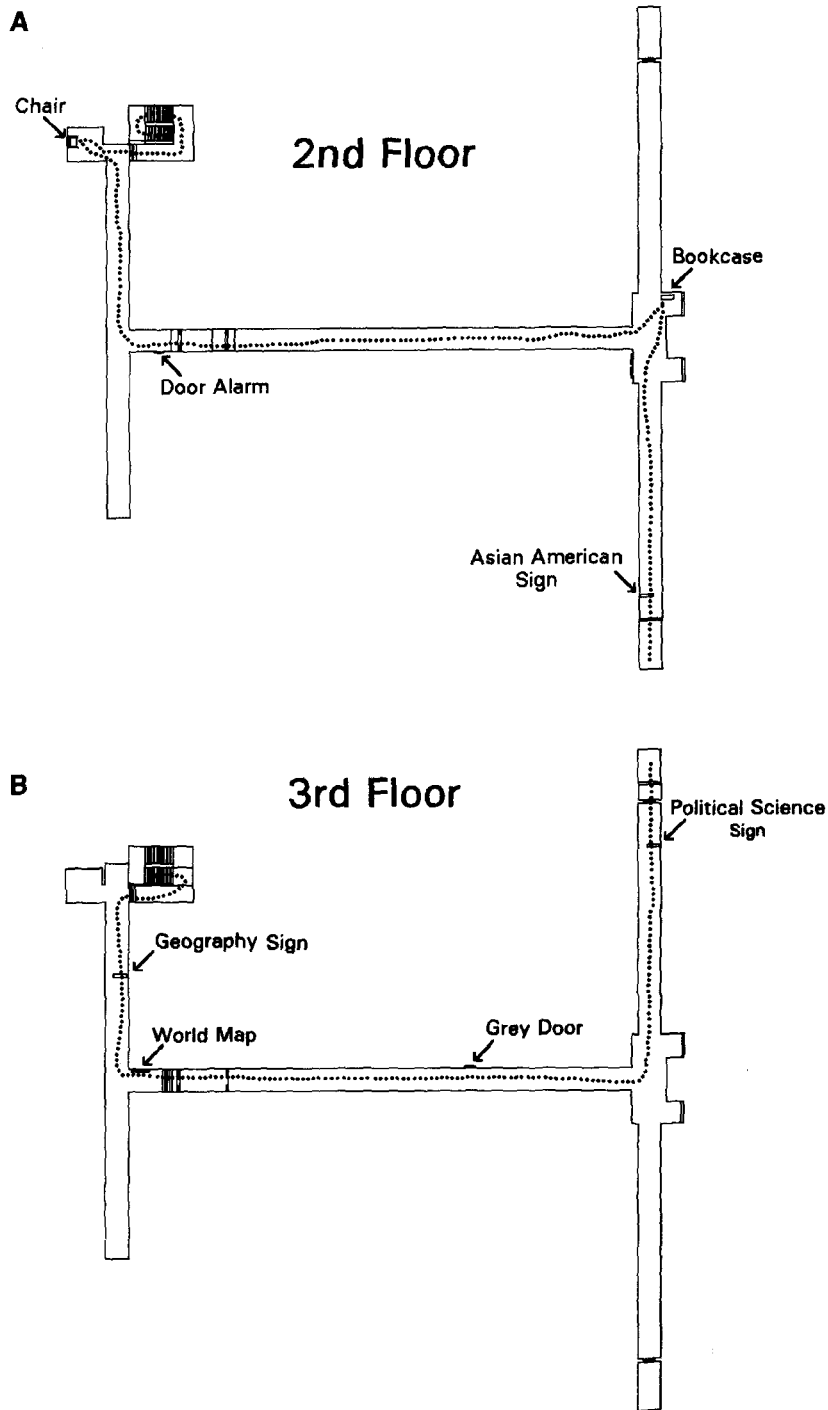 A
Chair
2nd Floor
Bookcase
Door Alarm
Asian American
Sign
B
3rd Floor
Political Science
Sign
Geography Sign
World Map
Grey Door